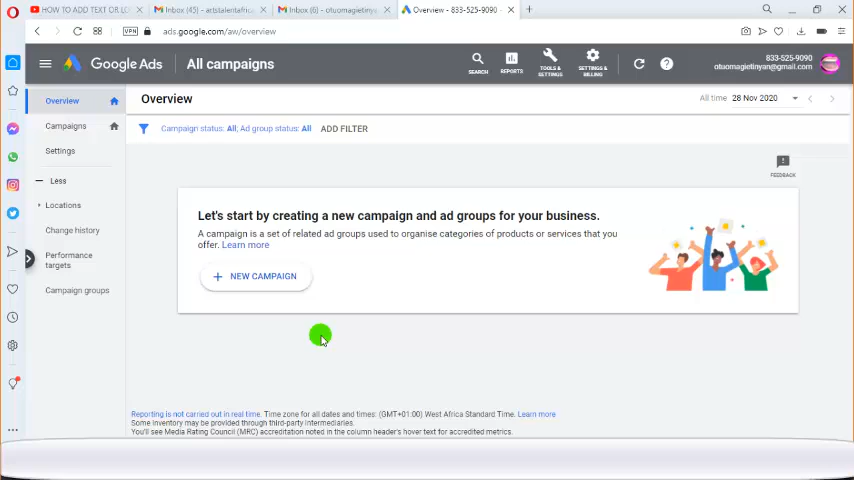 HOW TO ADD TEXT OR LO
Inbox (45) - artstalentafric
Inbox (6) - otuomagietinya
Overview - 833-525-9090
VPN
ads.google.com/aw/overview
Google Ads
All campaigns
SEARCH
REPORTS
TOOLS &
SETTINGS
SETTINGS &
BILLING
833-525-9090
otuomagietinyan@gmail.com
Overview
Campaigns
Settings
Less
Locations
Change history
Performance
targets
Campaign groups
Overview
All time
28 Nov 2020
Campaign status: All; Ad group status: All
ADD FILTER
FEEDBACK
Let's start by creating a new campaign and ad groups for your business.
A campaign is a set of related ad groups used to organise categories of products or services that you
offer. Learn more
+ NEW CAMPAIGN
Reporting is not carried out in real time. Time zone for all dates and times: (GMT+01:00) West Africa Standard Time. Learn more
Some inventory may be provided through third-party intermediaries.
You'll see Media Rating Council (MRC) accreditation noted in the column header's hover text for accredited metrics.